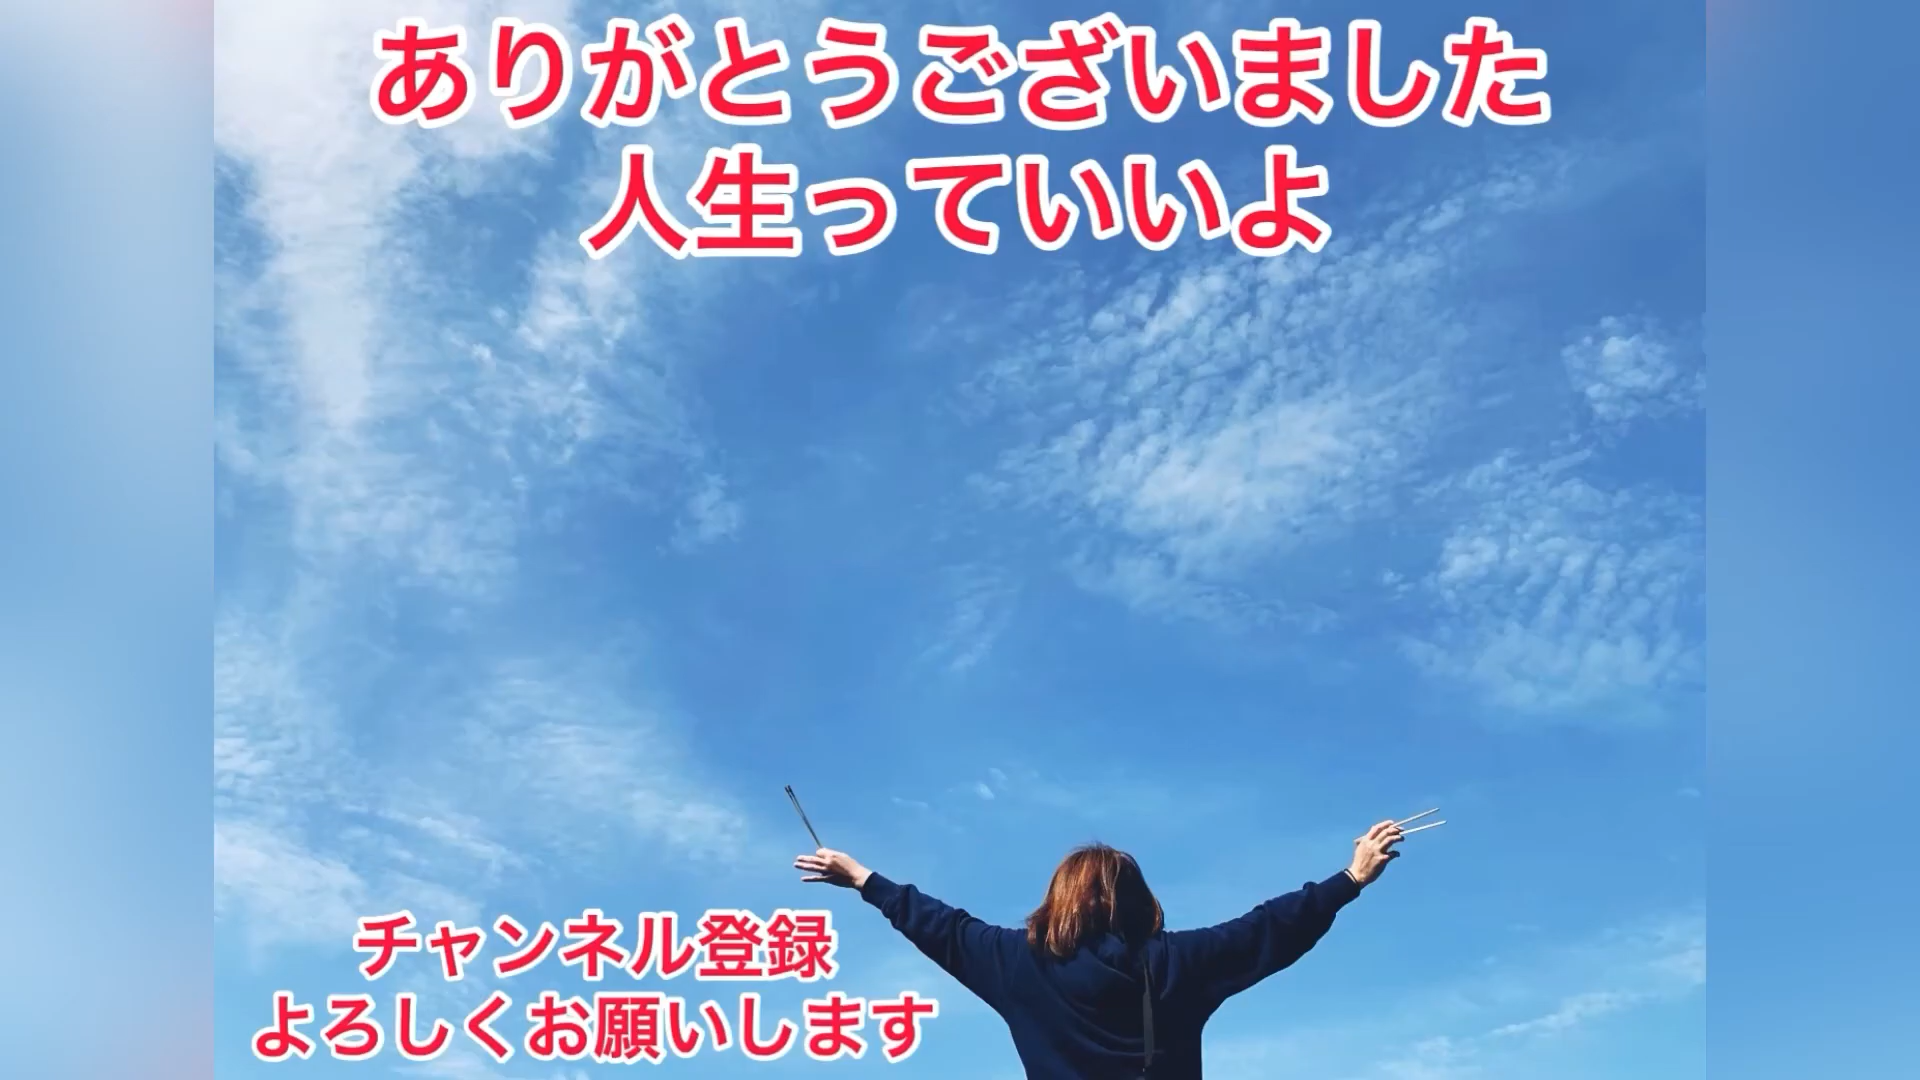 ありがとうございました
人生っていいよ
チャンネル登録
よろしくお願いします